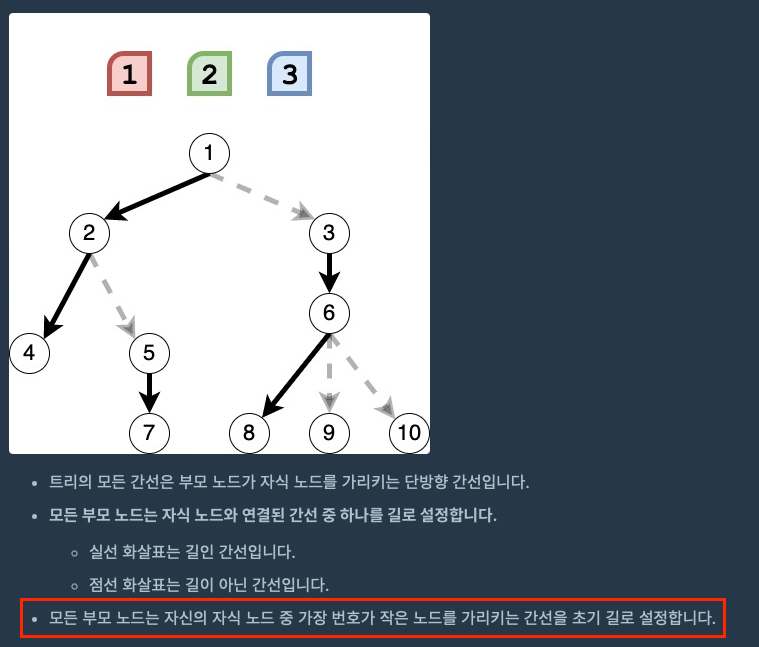 1 2 3
1
2 3
6
4 5
7 8 9 10
트리의 모든 간선은 부모 노드가 자식 노드를 가리키는 단방향 간선입니다.
모든 부모 노드는 자식 노드와 연결된 간선 중 하나를 길로 설정합니다.
실선 화살표는 길인 간선입니다.
점선 화살표는 길이 아닌 간선입니다.
모든 부모 노드는 자신의 자식 노드 중 가장 번호가 작은 노드를 가리키는 간선을 초기 길로 설정합니다.